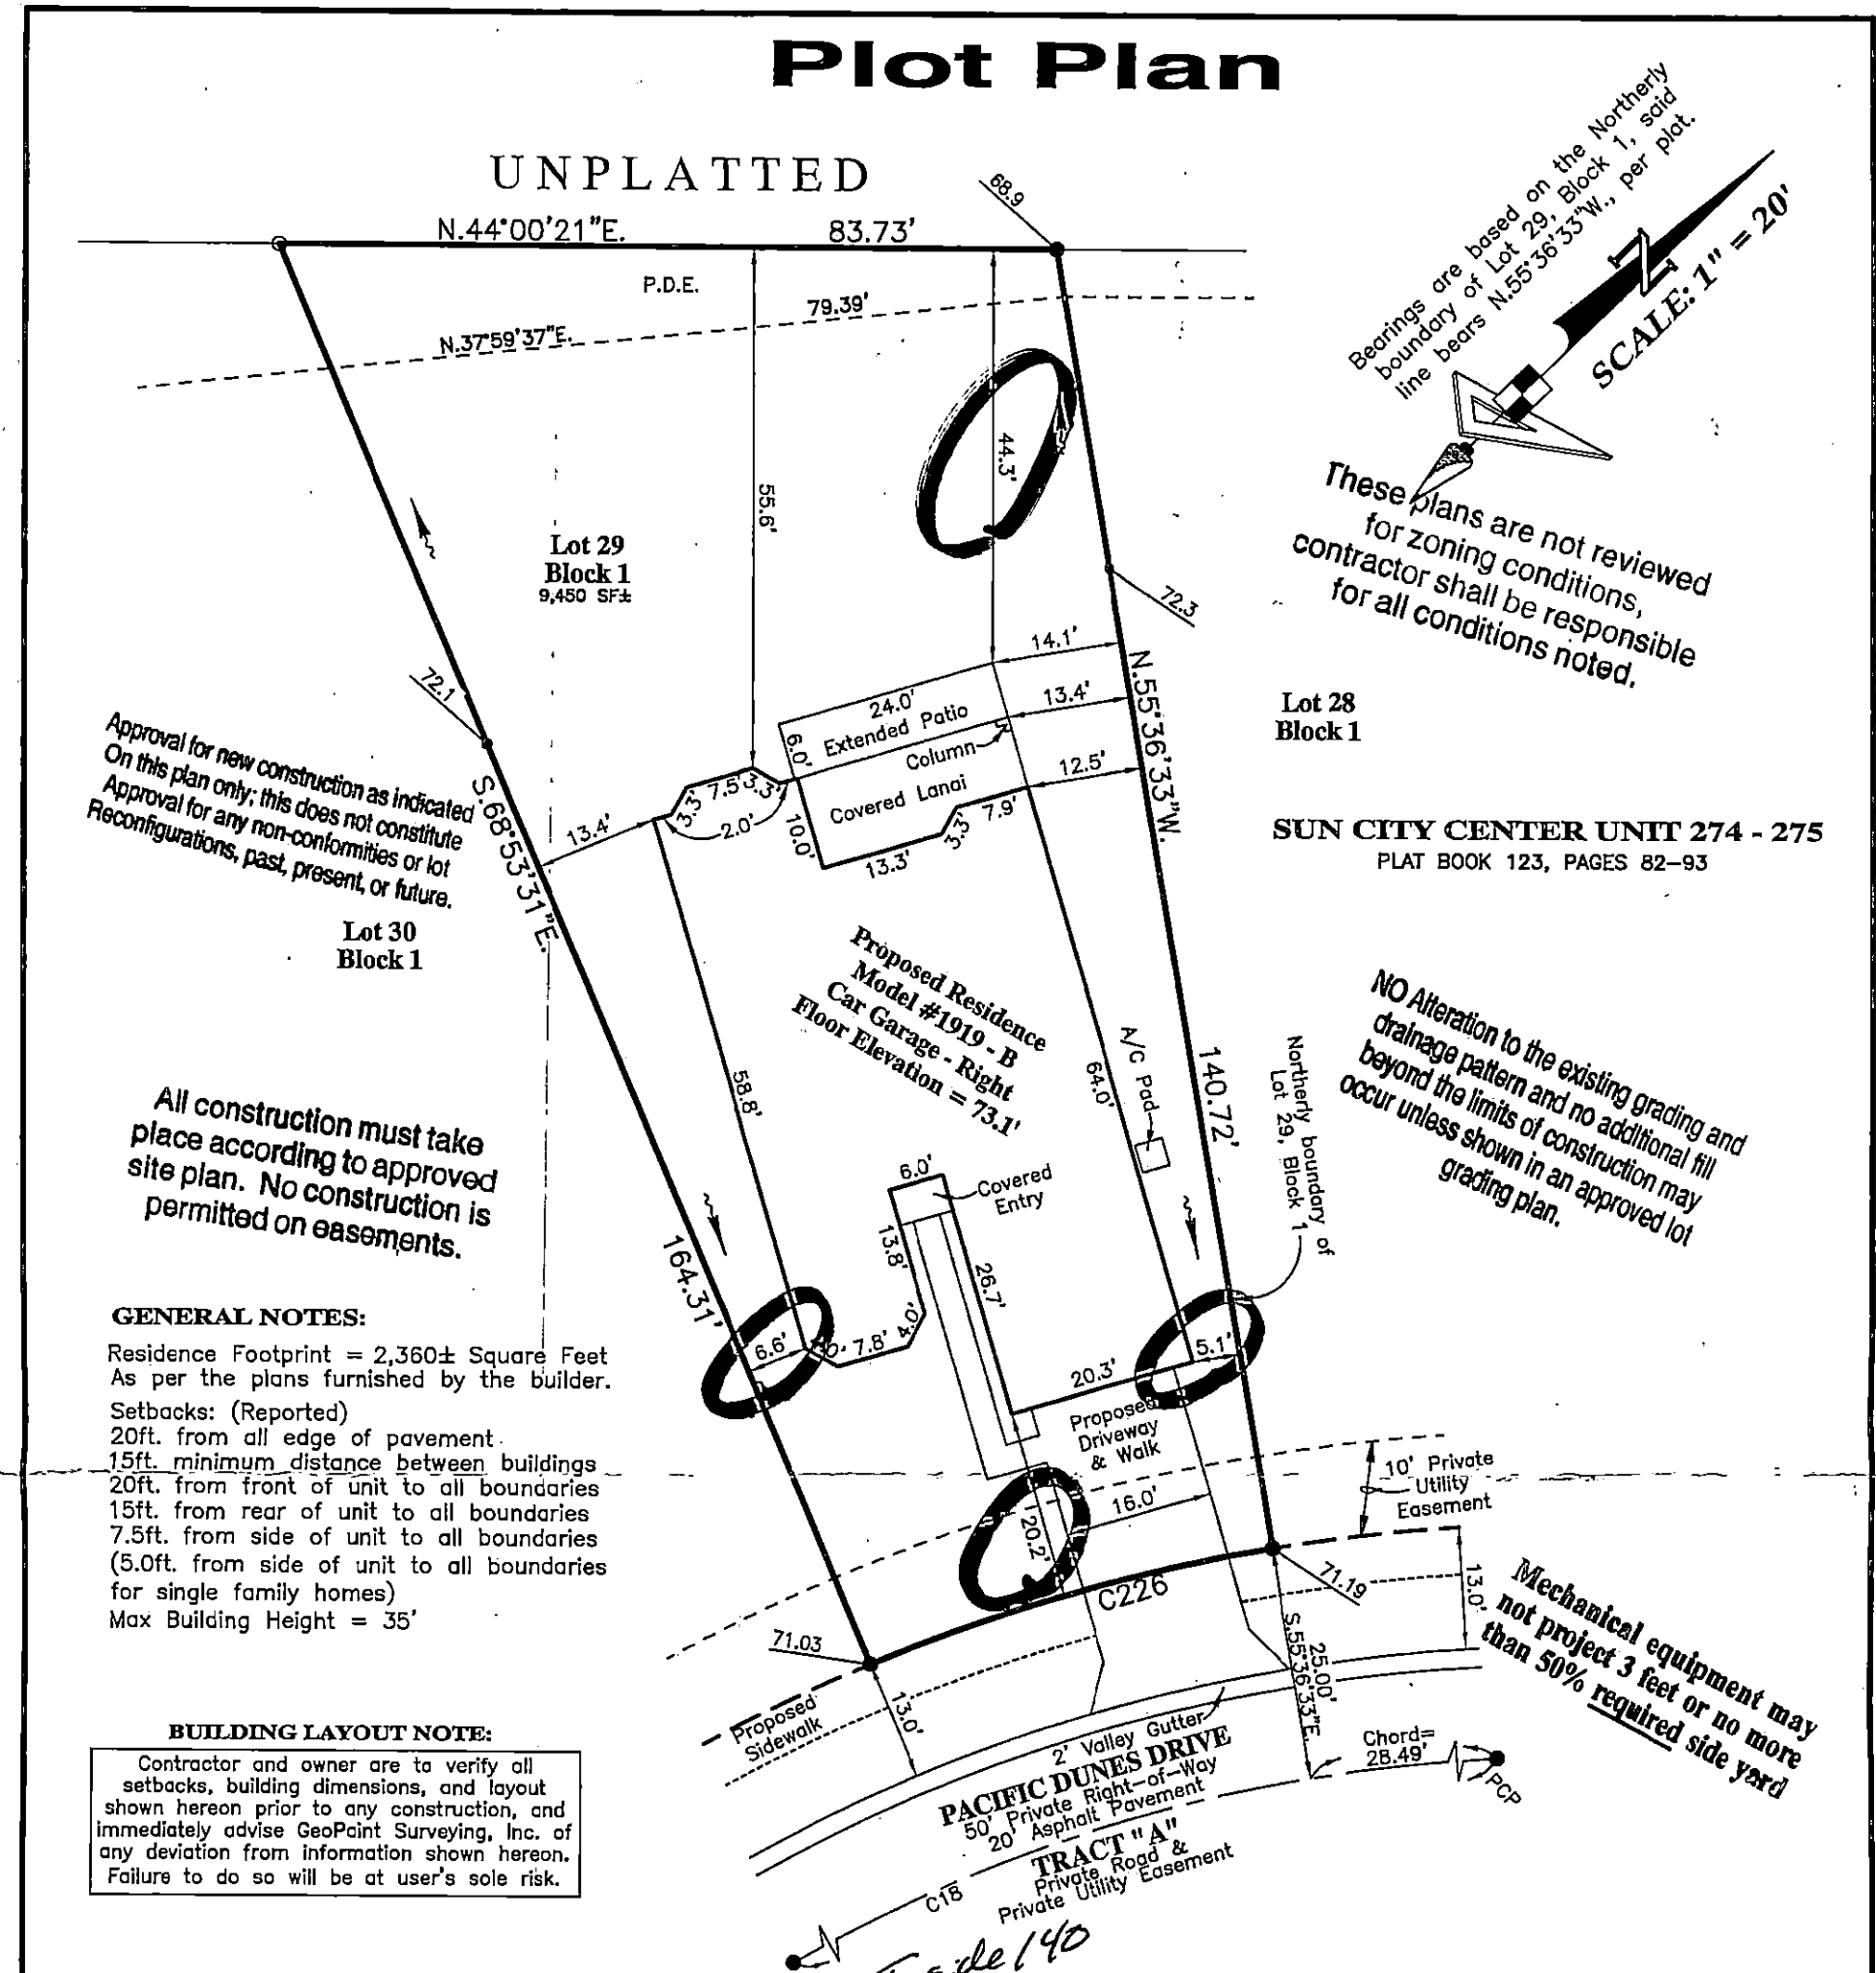 Plot Plan
UNPLATTED
N.44°00'21"E.
83.73'
68.9
P.D.E.
79.39'
N.37°59'37"E.
Bearings are based on the Northerly
boundary of Lot 29, Block 1, said
line bears N.55°36'33"W., per plat.
N
SCALE: 1" = 20'
These plans are not reviewed
for zoning conditions,
contractor shall be responsible
for all conditions noted.
44.3'
55.6'
Lot 29
Block 1
9,450 SF±
72.3
72.1
14.1'
13.4'
12.5'
N.55°36'33"W.
24.0'
Extended Patio
6.0'
Column
Covered Lanai
10.0'
13.3'
3.3'
7.9'
3.3'
7.5'
3.3'
2.0'
13.4'
Lot 28
Block 1
Approval for new construction as indicated
On this plan only; this does not constitute
Approval for any non-conformities or lot
Reconfigurations, past, present, or future.
S.68°53'31"E.
SUN CITY CENTER UNIT 274 - 275
PLAT BOOK 123, PAGES 82-93
Lot 30
Block 1
Proposed Residence
Model #1919 - B
Car Garage - Right
Floor Elevation = 73.1'
58.8'
64.0'
A/C Pad
140.72'
Northerly boundary of
Lot 29, Block 1
NO Alteration to the existing grading and
drainage pattern and no additional fill
beyond the limits of construction may
occur unless shown in an approved lot
grading plan.
All construction must take
place according to approved
site plan. No construction is
permitted on easements.
6.0'
Covered
Entry
13.8'
26.7'
164.31'
6.6'
7.8'
4.0'
20.3'
5.1'
Proposed
Driveway
& Walk
GENERAL NOTES:
Residence Footprint = 2,360± Square Feet
As per the plans furnished by the builder.
Setbacks: (Reported)
20ft. from all edge of pavement
15ft. minimum distance between buildings
20ft. from front of unit to all boundaries
15ft. from rear of unit to all boundaries
7.5ft. from side of unit to all boundaries
(5.0ft. from side of unit to all boundaries
for single family homes)
Max Building Height = 35'
10' Private
Utility
Easement
16.0'
20.2'
C226
71.19
13.0'
71.03
13.0'
Proposed
Sidewalk
25.00'
S.55°36'33"E.
Mechanical equipment may
not project 3 feet or no more
than 50% required side yard
Chord=
28.49'
PCP
2' Valley Gutter
PACIFIC DUNES DRIVE
50' Private Right-of-Way
20' Asphalt Pavement
TRACT "A"
Private Road &
Private Utility Easement
C18
BUILDING LAYOUT NOTE:
Contractor and owner are to verify all
setbacks, building dimensions, and layout
shown hereon prior to any construction, and
immediately advise GeoPoint Surveying, Inc. of
any deviation from information shown hereon.
Failure to do so will be at user's sole risk.
140